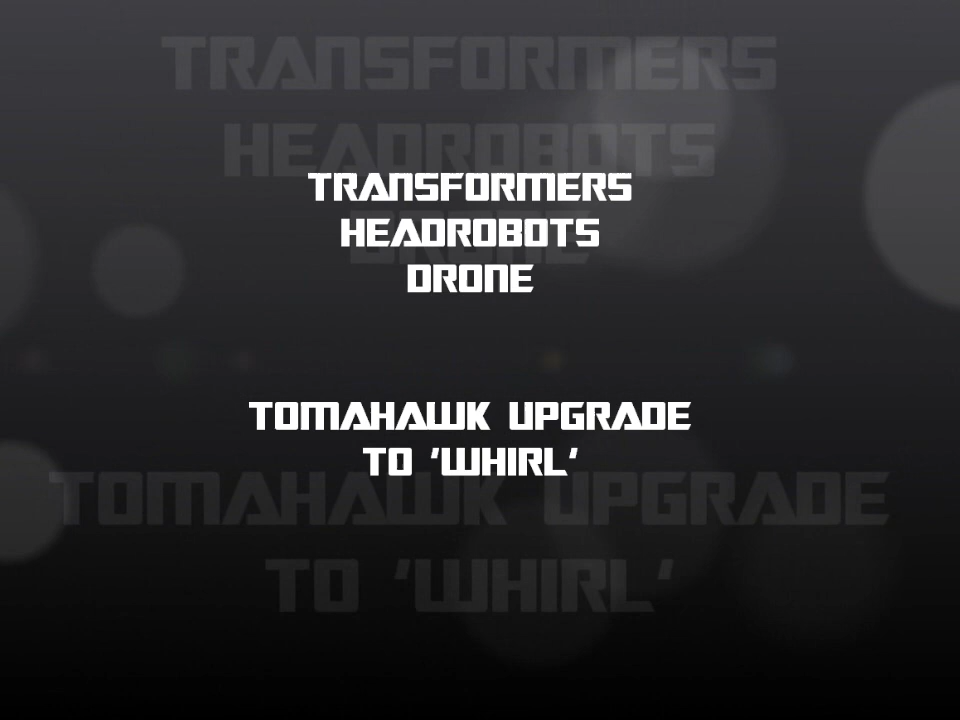 TRANSFORMERS
HEADROBOTS
DRONE
TOMAHAWK UPGRADE
TO 'WHIRL'